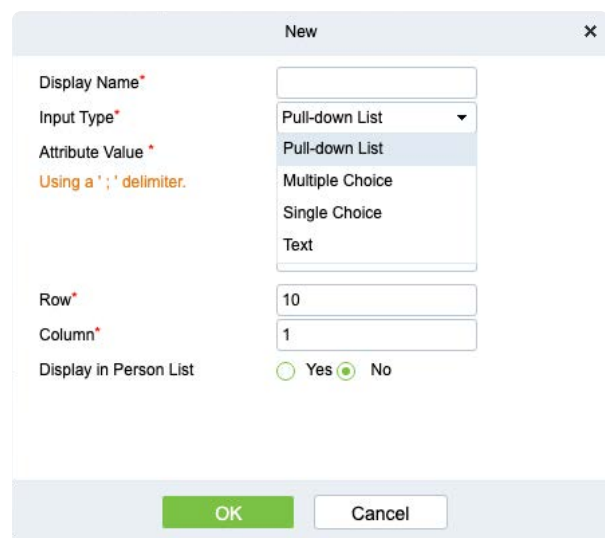 New
Display Name*
Input Type* Pull-down List
Attribute Value * Pull-down List
Using a ' ; ' delimiter. Multiple Choice
Single Choice
Text
Row* 10
Column* 1
Display in Person List Yes No
OK Cancel